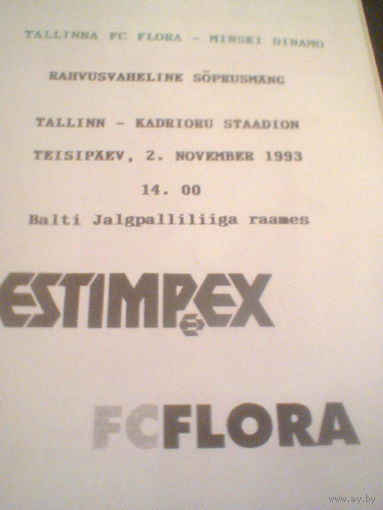 TALLINNA FC FLORA - MINSKI DINAMO
RAHVUSVAHELINE SÕPRUSMÄNG
TALLINN - KADRIORU STAADION
TEISIPÄEV, 2. NOVEMBER 1993
14. 00
Balti Jalgpalliliiga raames
ESTIMPEX
FCFLORA
www.ay.by